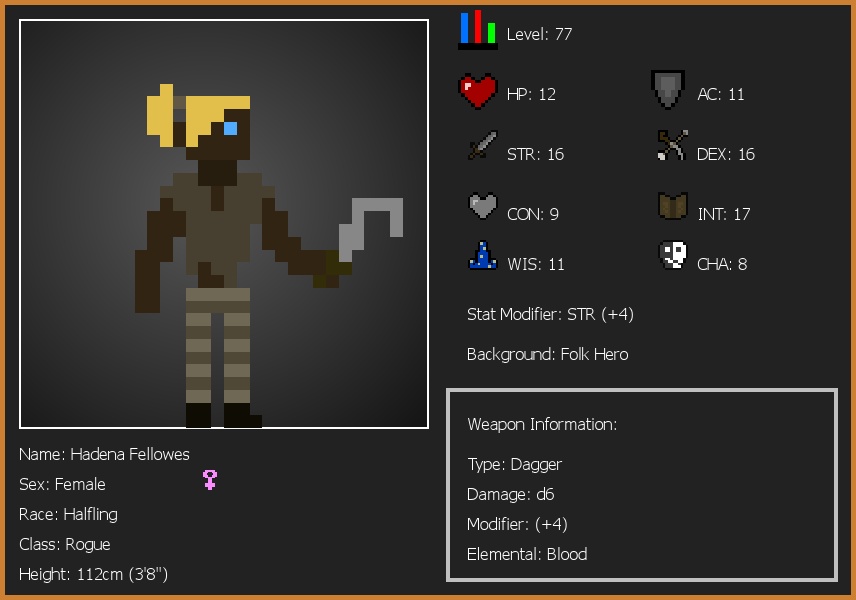 Level: 77
HP: 12
AC: 11
STR: 16
DEX: 16
CON: 9
INT: 17
WIS: 11
CHA: 8
Stat Modifier: STR (+4)
Background: Folk Hero
Weapon Information:
Type: Dagger
Damage: d6
Modifier: (+4)
Elemental: Blood
Name: Hadena Fellowes
Sex: Female
Race: Halfling
Class: Rogue
Height: 112cm (3'8")